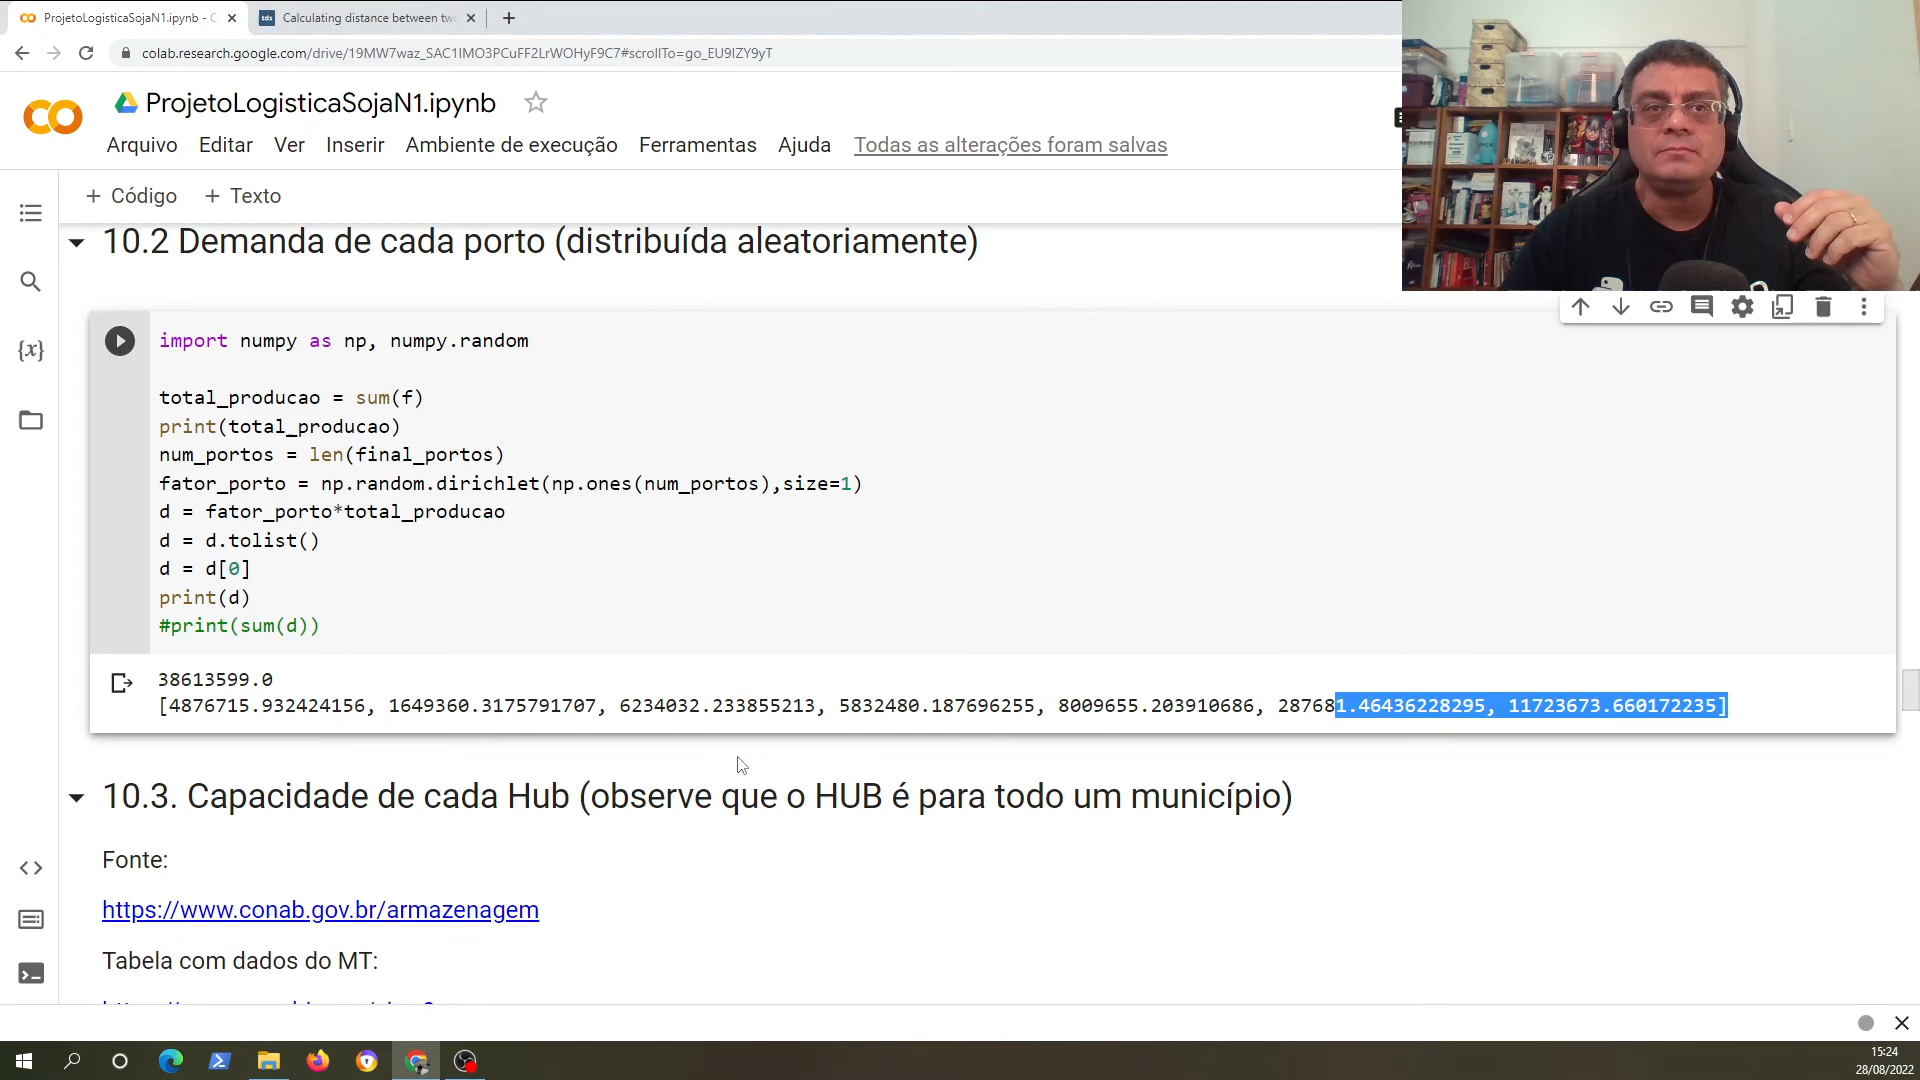 ProjetoLogisticaSojaN1.ipynb - C
tds Calculating distance between tw
colab.research.google.com/drive/19MW7waz_SAC1IMO3PCuFF2LrWOHyF9C7#scrollTo=go_EU9IZY9yT
CO ProjetoLogisticaSojaN1.ipynb
Arquivo Editar Ver Inserir Ambiente de execução Ferramentas Ajuda Todas as alterações foram salvas
+ Código + Texto
10.2 Demanda de cada porto (distribuída aleatoriamente)
{x}
import numpy as np, numpy.random
total_producao = sum(f)
print(total_producao)
num_portos = len(final_portos)
fator_porto = np.random.dirichlet(np.ones(num_portos),size=1)
d = fator_porto*total_producao
d = d.tolist()
d = d[0]
print(d)
#print(sum(d))
38613599.0
[4876715.932424156, 1649360.3175791707, 6234032.233855213, 5832480.187696255, 8009655.203910686, 287681.46436228295, 11723673.660172235]
10.3. Capacidade de cada Hub (observe que o HUB é para todo um município)
Fonte:
https://www.conab.gov.br/armazenagem
Tabela com dados do MT:
15:24
28/08/2022